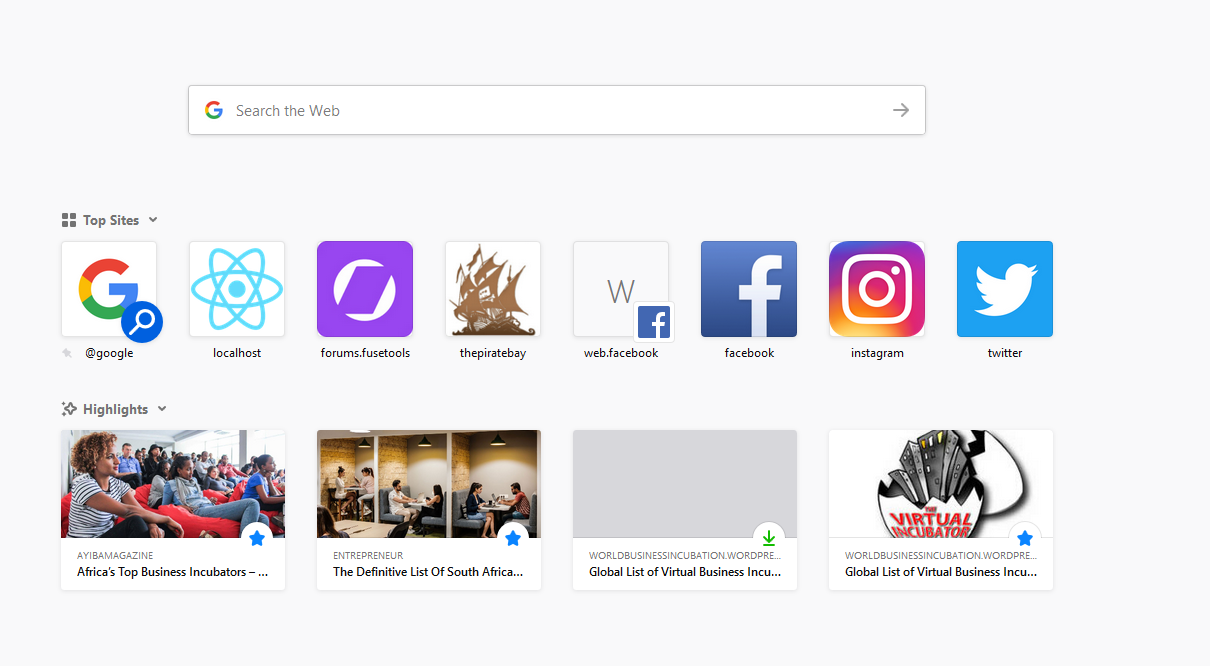 Search the Web
Top Sites
W
@google
localhost
forums.fusetools
thepiratebay
web.facebook
facebook
instagram
twitter
Highlights
THE
VIRTUAL
INCUBATOR
AYIBAMAGAZINE
Africa's Top Business Incubators – ...
ENTREPRENEUR
The Definitive List Of South Africa...
WORLDBUSINESSINCUBATION.WORDPRE...
Global List of Virtual Business Incu...
WORLDBUSINESSINCUBATION.WORDPRE...
Global List of Virtual Business Incu...